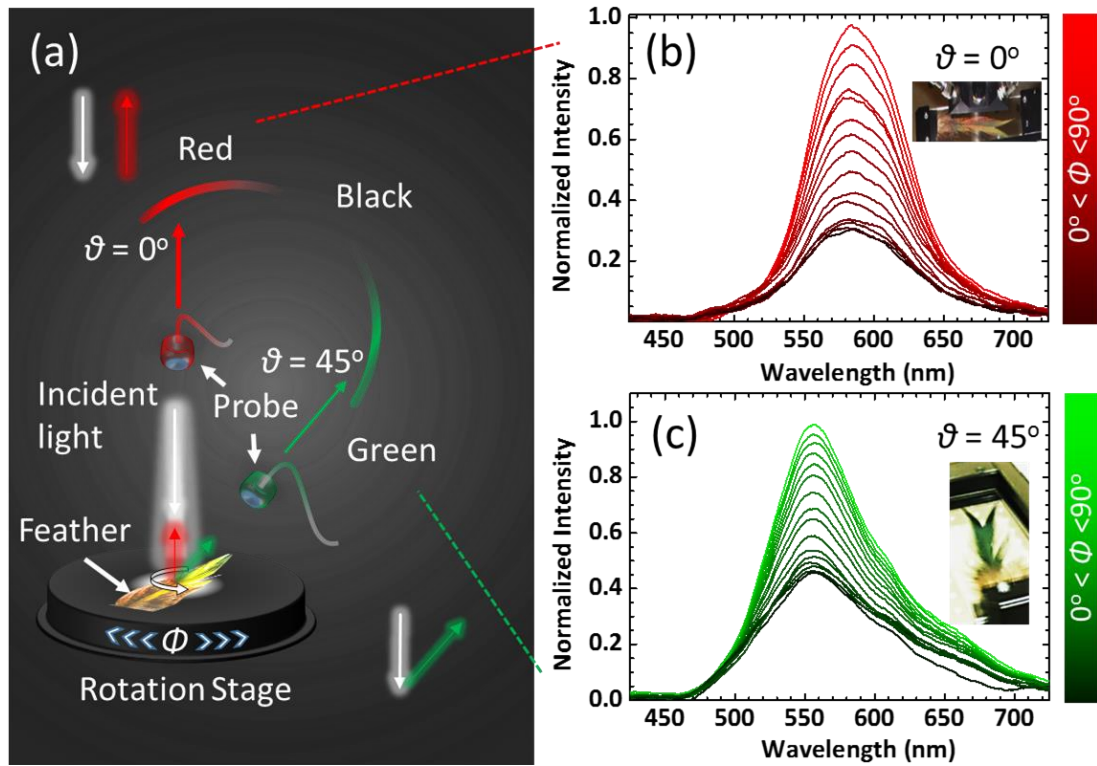 (a)
Red
Black
ϑ = 0°
ϑ = 45°
Probe
Incident
light
Green
Feather
<<< Φ >>>
Rotation Stage
(b)
ϑ = 0°
Normalized Intensity
1.0
0.8
0.6
0.4
0.2
450 500 550 600 650 700
Wavelength (nm)
0° < Φ >90°
(c)
ϑ = 45°
Normalized Intensity
1.0
0.8
0.6
0.4
0.2
0.0
450 500 550 600 650 700
Wavelength (nm)
0° < Φ >90°